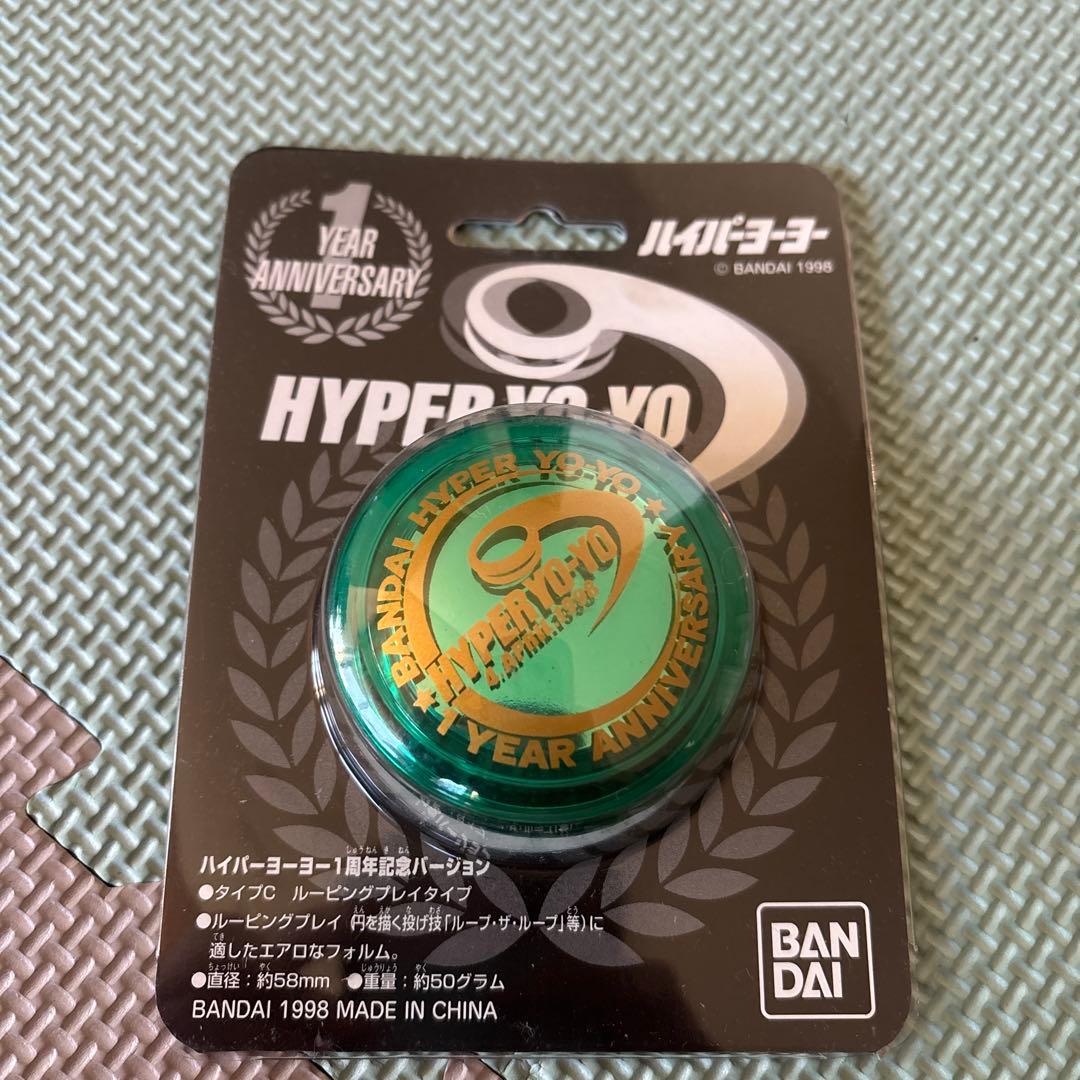 1
YEAR
ANNIVERSARY
ハイパーヨーヨー
© BANDAI 1998
HYPER YO-YO
BANDAI HYPER YO-YO
HYPER YO-YO
4.APRIL.1998
★1 YEAR ANNIVERSARY★
ハイパーヨーヨー1周年記念バージョン
●タイプC ルーピングプレイタイプ
●ルーピングプレイ(円を描く投げ技「ループ・ザ・ループ」等)に
適したエアロなフォルム。
●直径:約58mm ●重量:約50グラム
BANDAI 1998 MADE IN CHINA
BAN
DAI